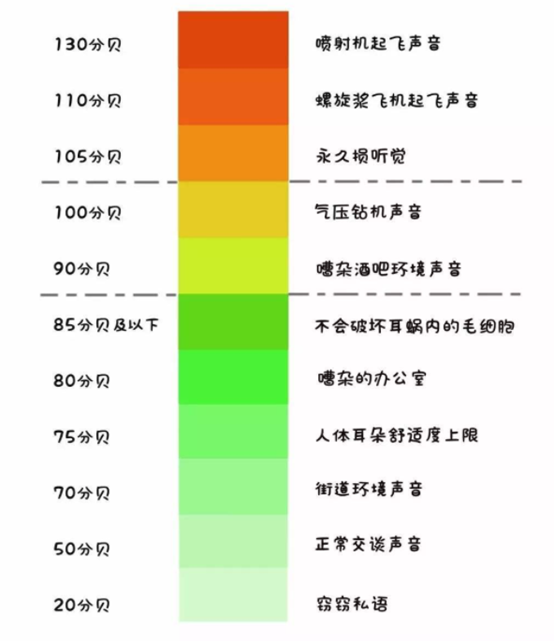 130分贝 喷射机起飞声音
110分贝 螺旋浆飞机起飞声音
105分贝 永久损听觉
100分贝 气压钻机声音
90分贝 嘈杂酒吧环境声音
85分贝及以下 不会破坏耳蜗内的毛细胞
80分贝 嘈杂的办公室
75分贝 人体耳朵舒适度上限
70分贝 街道环境声音
50分贝 正常交谈声音
20分贝 窃窃私语